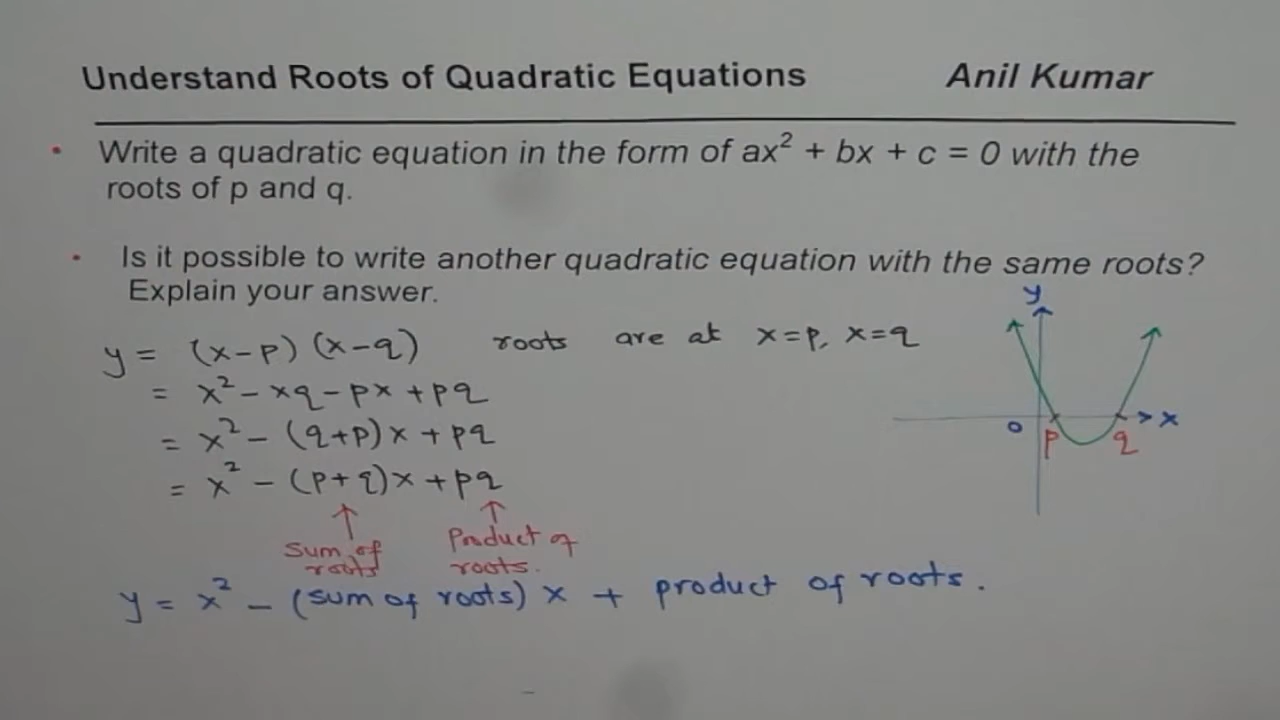 Understand Roots of Quadratic Equations Anil Kumar
• Write a quadratic equation in the form of ax² + bx + c = 0 with the
roots of p and q.
• Is it possible to write another quadratic equation with the same roots?
Explain your answer.
y = (x-p) (x-q) roots are at x=p, x=q
= x² - xq - px + pq
= x² - (q+p)x + pq
= x² - (p+q)x + pq
↑ ↑
Sum of roots
Product of roots.
y = x² - (sum of roots) x + product of roots.
y
0 p q x